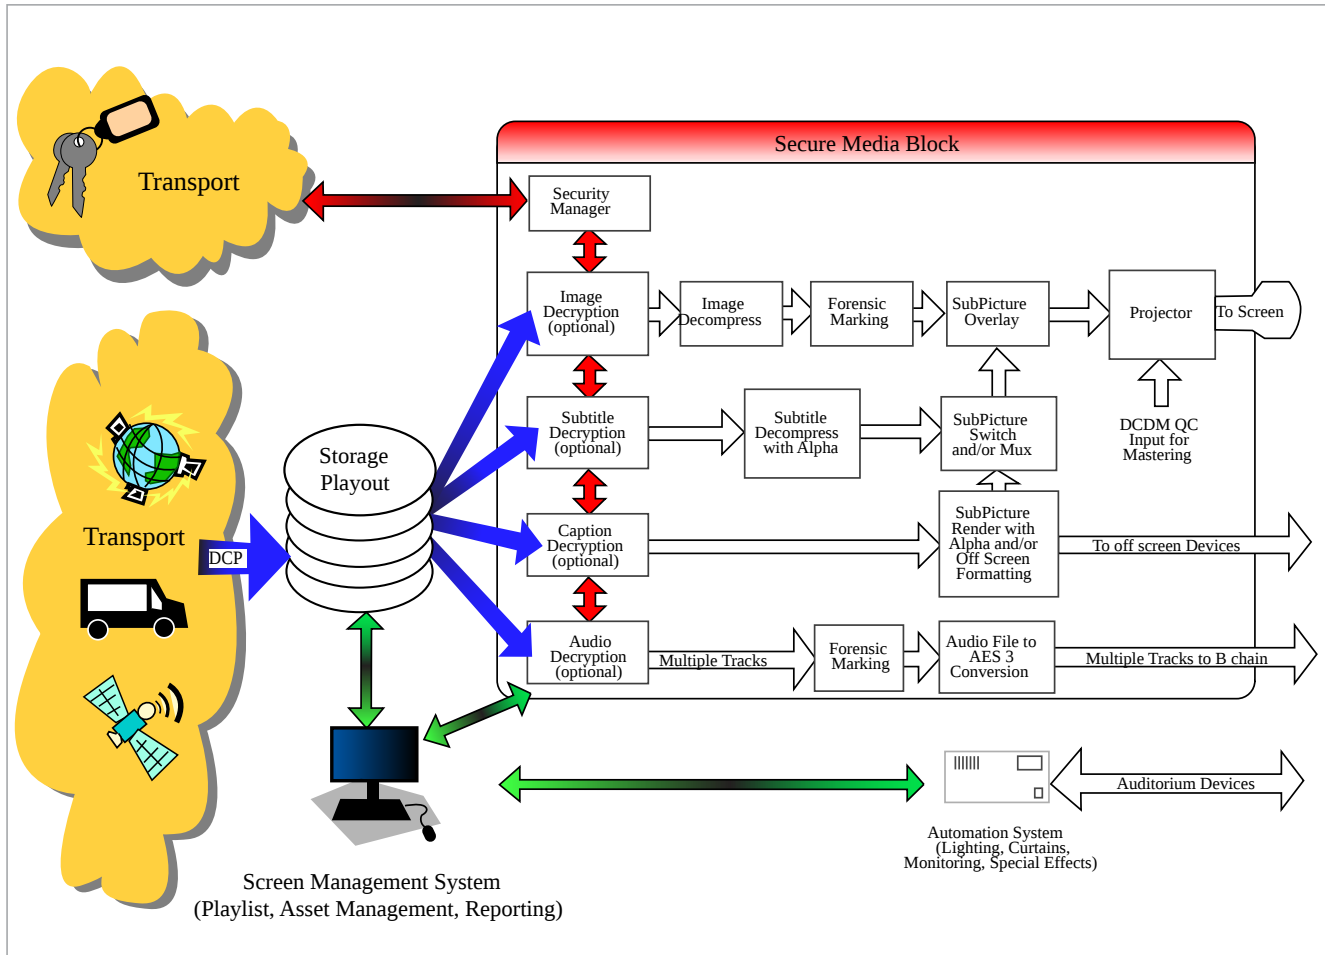 Secure Media Block
Transport
Security
Manager
Image
Decryption
(optional)
Image
Decompress
Forensic
Marking
SubPicture
Overlay
Projector
To Screen
Subtitle
Decryption
(optional)
Subtitle
Decompress
with Alpha
SubPicture
Switch
and/or Mux
DCDM QC
Input for
Mastering
Storage
Playout
Transport
DCP
Caption
Decryption
(optional)
SubPicture
Render with
Alpha and/or
Off Screen
Formatting
To off screen Devices
Audio
Decryption
(optional)
Multiple Tracks
Forensic
Marking
Audio File to
AES 3
Conversion
Multiple Tracks to B chain
Auditorium Devices
Automation System
(Lighting, Curtains,
Monitoring, Special Effects)
Screen Management System
(Playlist, Asset Management, Reporting)